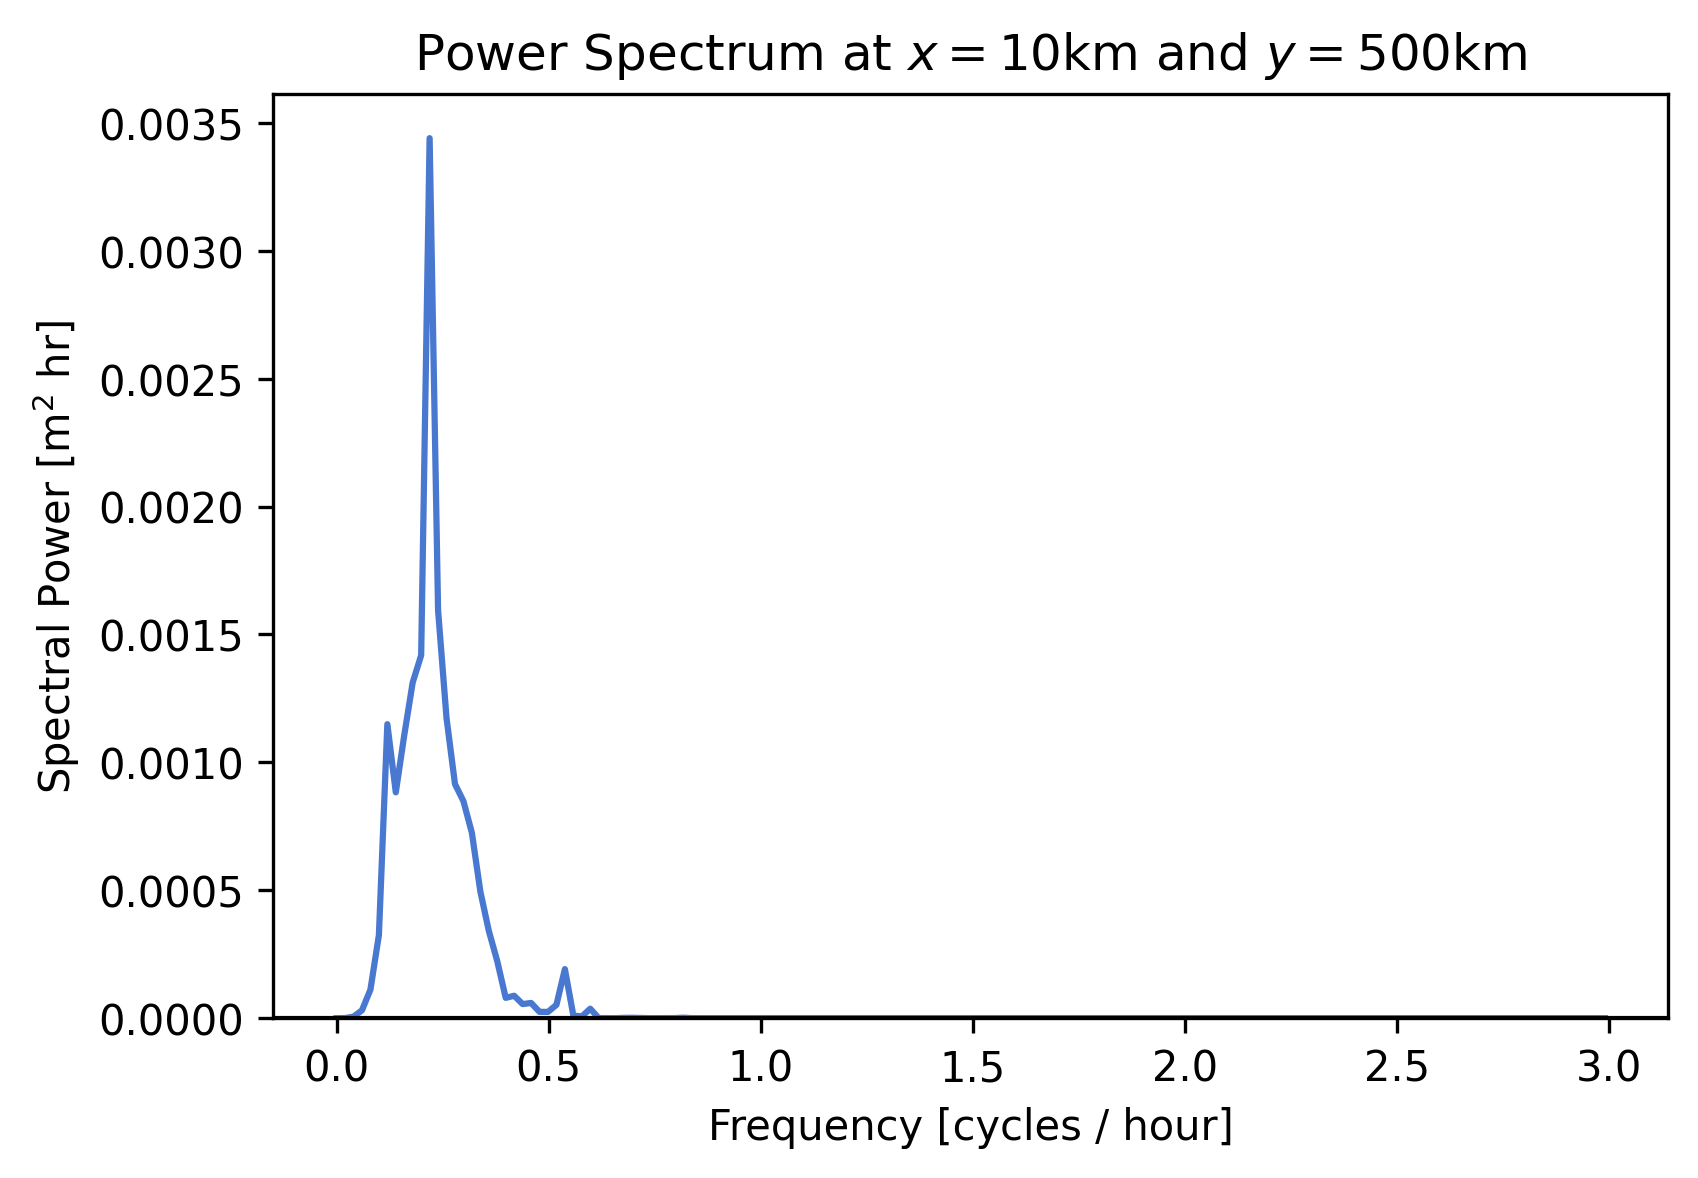 Power Spectrum at x = 10km and y = 500km
0.0035
0.0030
0.0025
0.0020
0.0015
0.0010
0.0005
0.0000
Spectral Power [m² hr]
0.0 0.5 1.0 1.5 2.0 2.5 3.0
Frequency [cycles / hour]